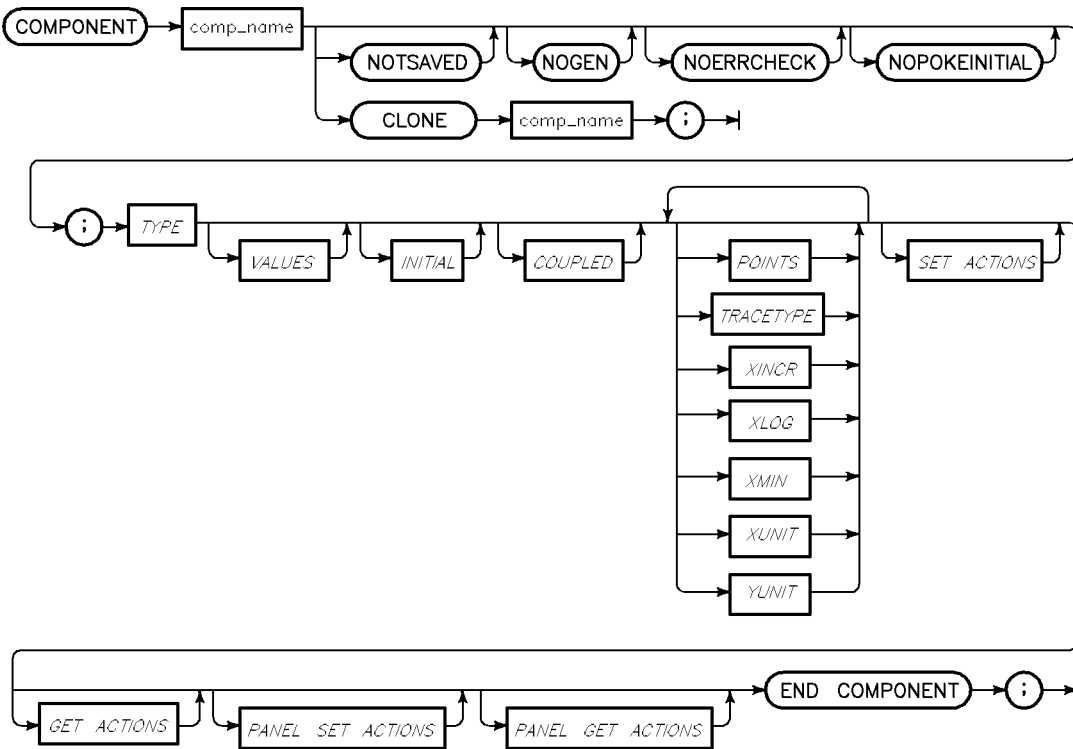 COMPONENT comp_name
NOTSAVED NOGEN NOERRCHECK NOPOKEINITIAL
CLONE comp_name ;
; TYPE
VALUES INITIAL COUPLED POINTS SET ACTIONS
TRACETYPE
XINCR
XLOG
XMIN
XUNIT
YUNIT
END COMPONENT ;
GET ACTIONS PANEL SET ACTIONS PANEL GET ACTIONS